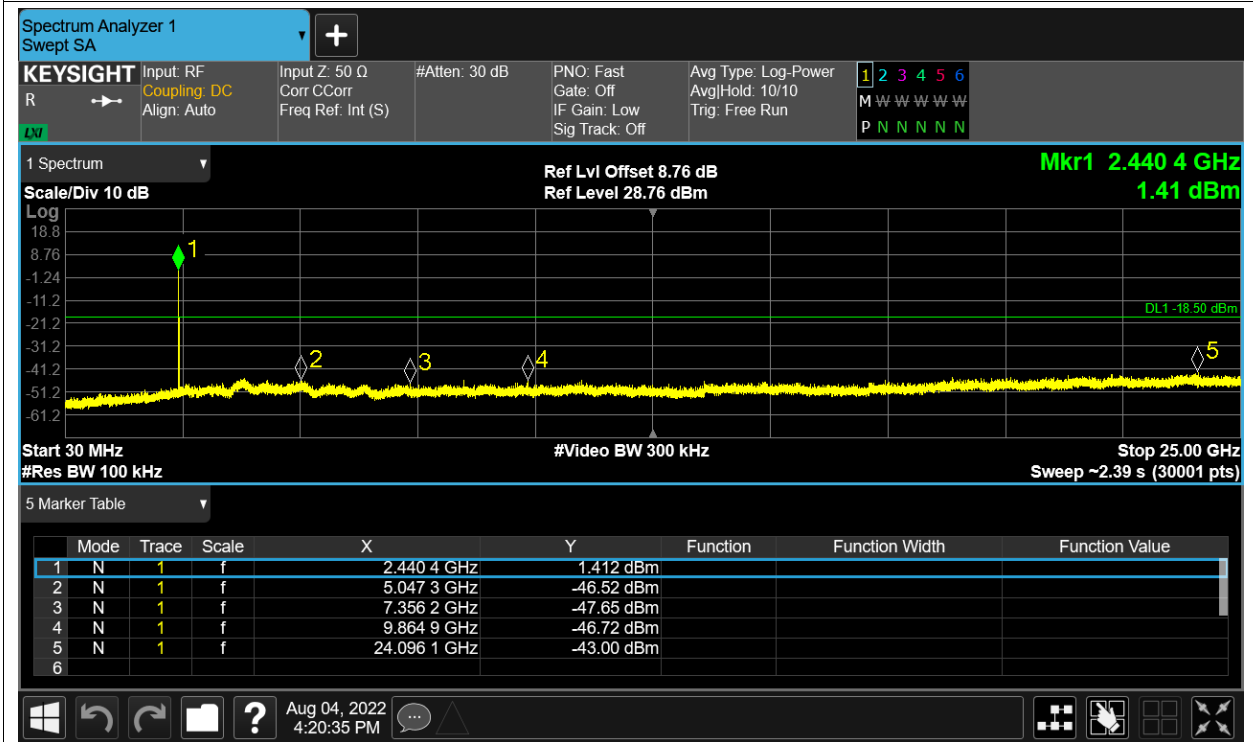 Spectrum Analyzer 1
Swept SA
+
KEYSIGHT Input: RF Input Z: 50 Ω #Atten: 30 dB PNO: Fast Avg Type: Log-Power 1 2 3 4 5 6
R Coupling: DC Corr CCorr Gate: Off Avg|Hold: 10/10 M W W W W W
Align: Auto Freq Ref: Int (S) IF Gain: Low Trig: Free Run
LXI Sig Track: Off P N N N N N
1 Spectrum Ref Lvl Offset 8.76 dB Mkr1 2.440 4 GHz
Scale/Div 10 dB Ref Level 28.76 dBm 1.41 dBm
Log
18.8
8.76 1
-1.24
-11.2
DL1 -18.50 dBm
-21.2
-31.2
2 3 4 5
-41.2
-51.2
-61.2
Start 30 MHz #Video BW 300 kHz Stop 25.00 GHz
#Res BW 100 kHz Sweep ~2.39 s (30001 pts)
5 Marker Table
Mode Trace Scale X Y Function Function Width Function Value
1 N 1 f 2.440 4 GHz 1.412 dBm
2 N 1 f 5.047 3 GHz -46.52 dBm
3 N 1 f 7.356 2 GHz -47.65 dBm
4 N 1 f 9.864 9 GHz -46.72 dBm
5 N 1 f 24.096 1 GHz -43.00 dBm
6
? Aug 04, 2022
4:20:35 PM